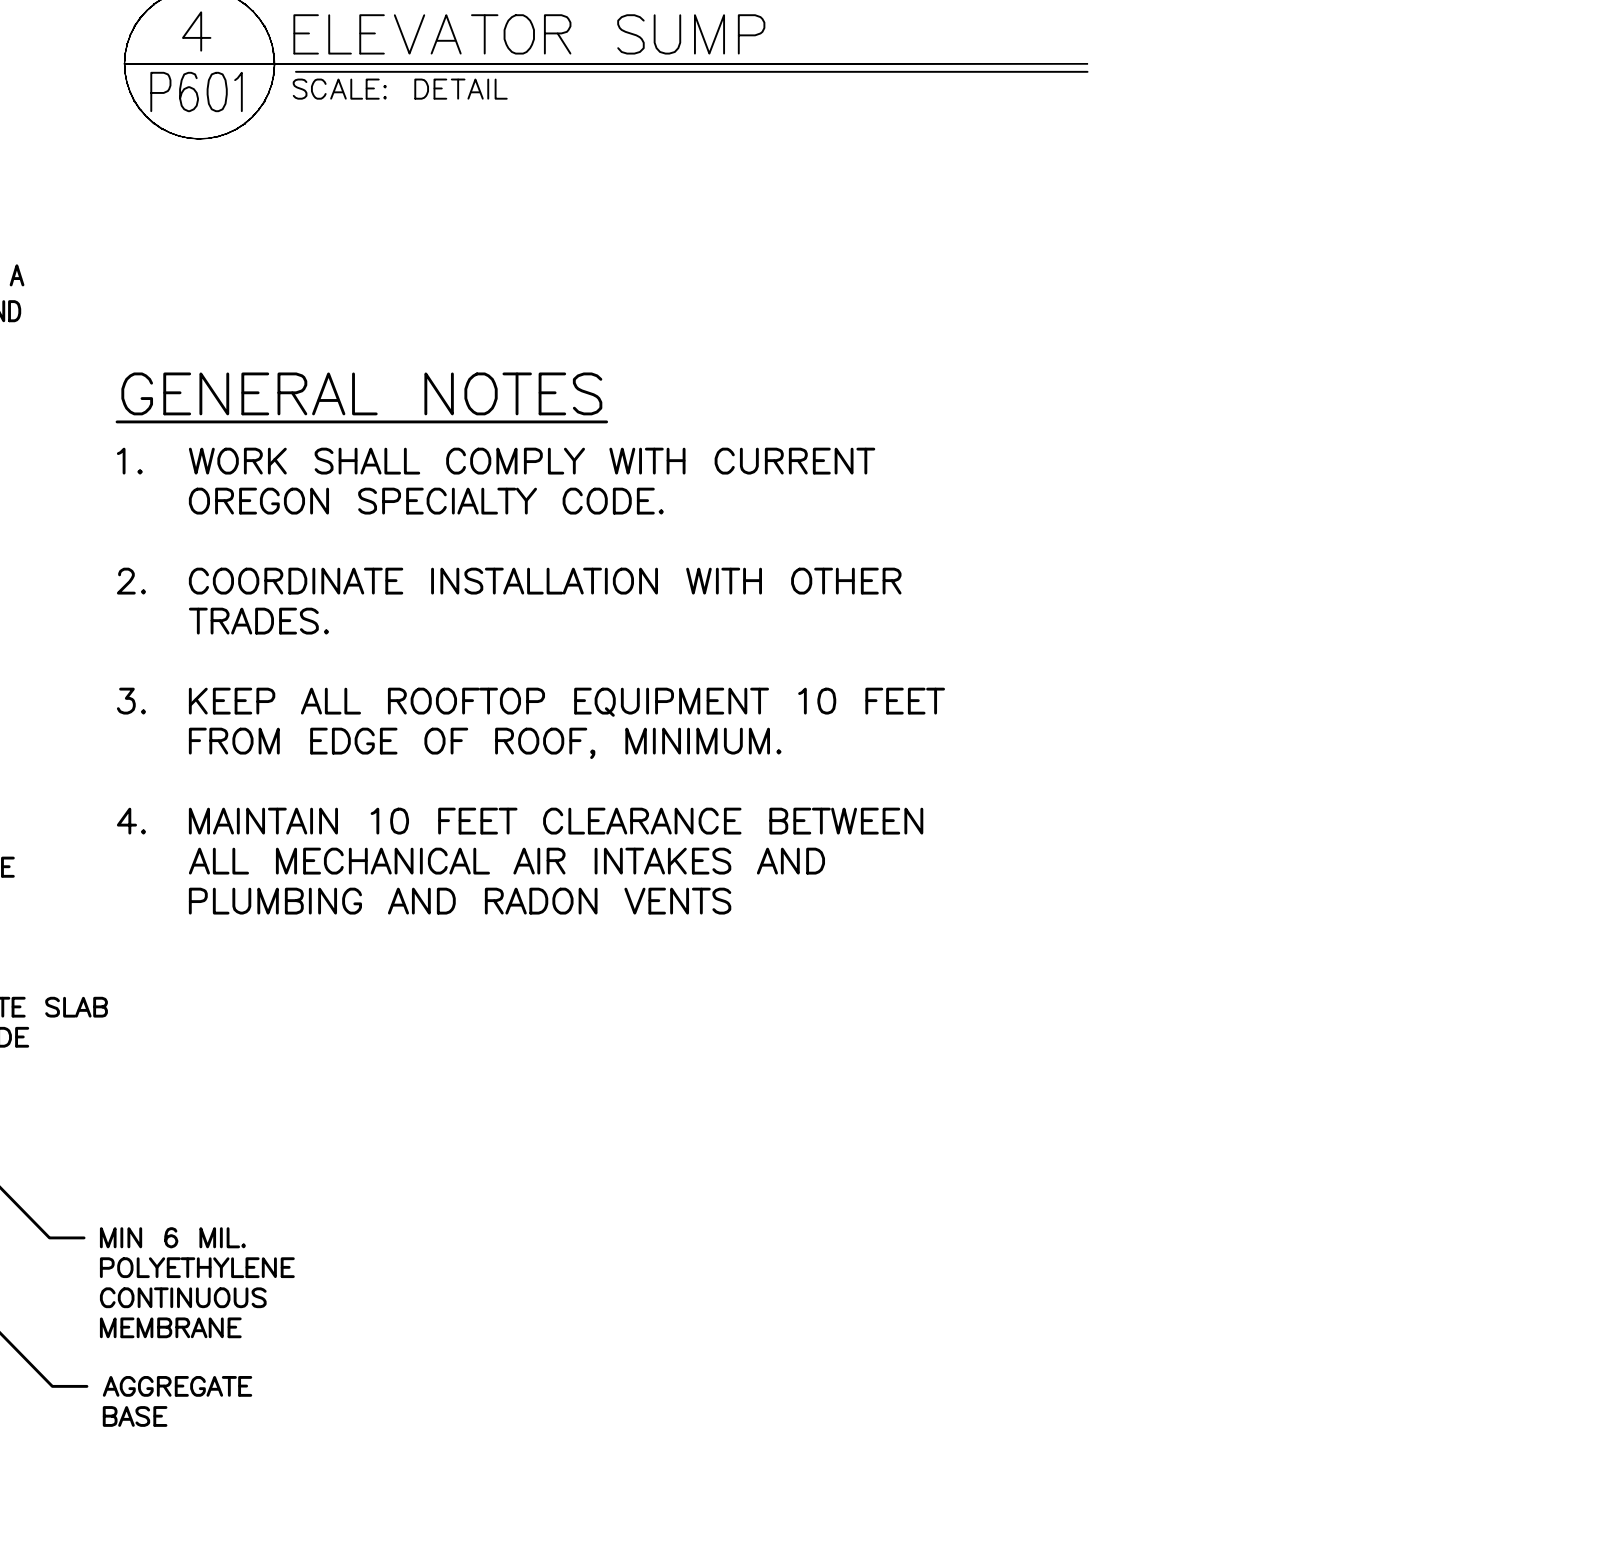 4
P601
ELEVATOR SUMP
SCALE: DETAIL
A
GENERAL NOTES
1. WORK SHALL COMPLY WITH CURRENT
OREGON SPECIALTY CODE.
2. COORDINATE INSTALLATION WITH OTHER
TRADES.
3. KEEP ALL ROOFTOP EQUIPMENT 10 FEET
FROM EDGE OF ROOF, MINIMUM.
4. MAINTAIN 10 FEET CLEARANCE BETWEEN
ALL MECHANICAL AIR INTAKES AND
PLUMBING AND RADON VENTS
SLAB
MIN 6 MIL.
POLYETHYLENE
CONTINUOUS
MEMBRANE
AGGREGATE
BASE